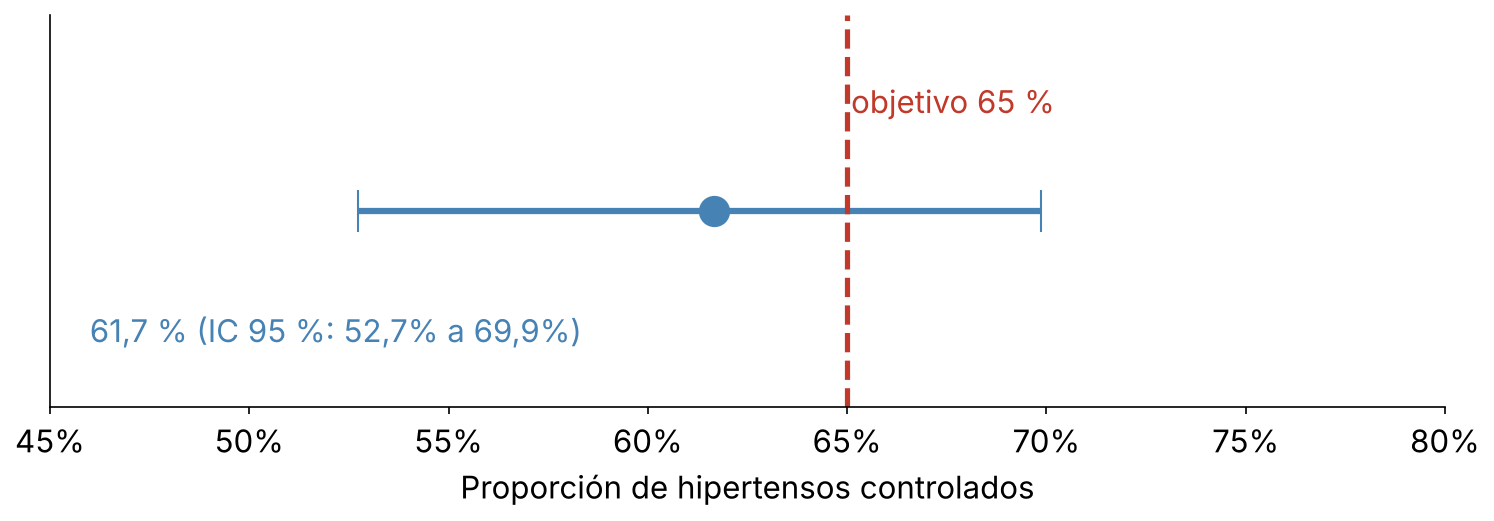 objetivo 65 %
61,7 % (IC 95 %: 52,7% a 69,9%)
45% 50% 55% 60% 65% 70% 75% 80%
Proporción de hipertensos controlados